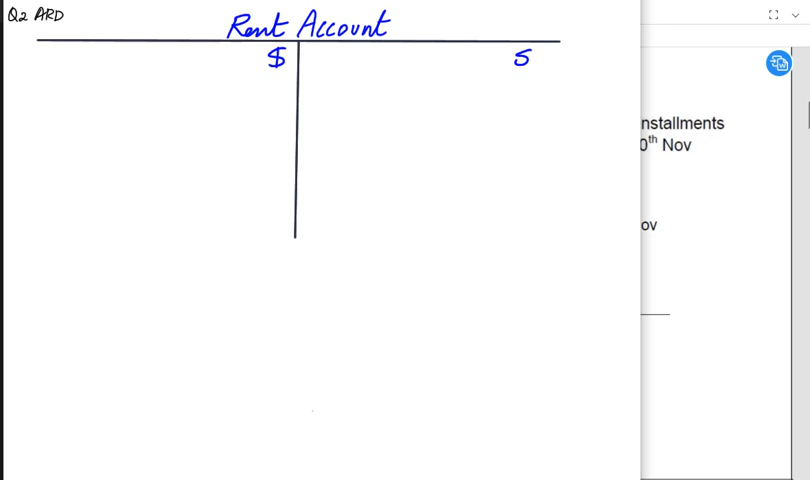 Q2 ARD
Rent Account
$ S
nstallments
0th Nov
ov